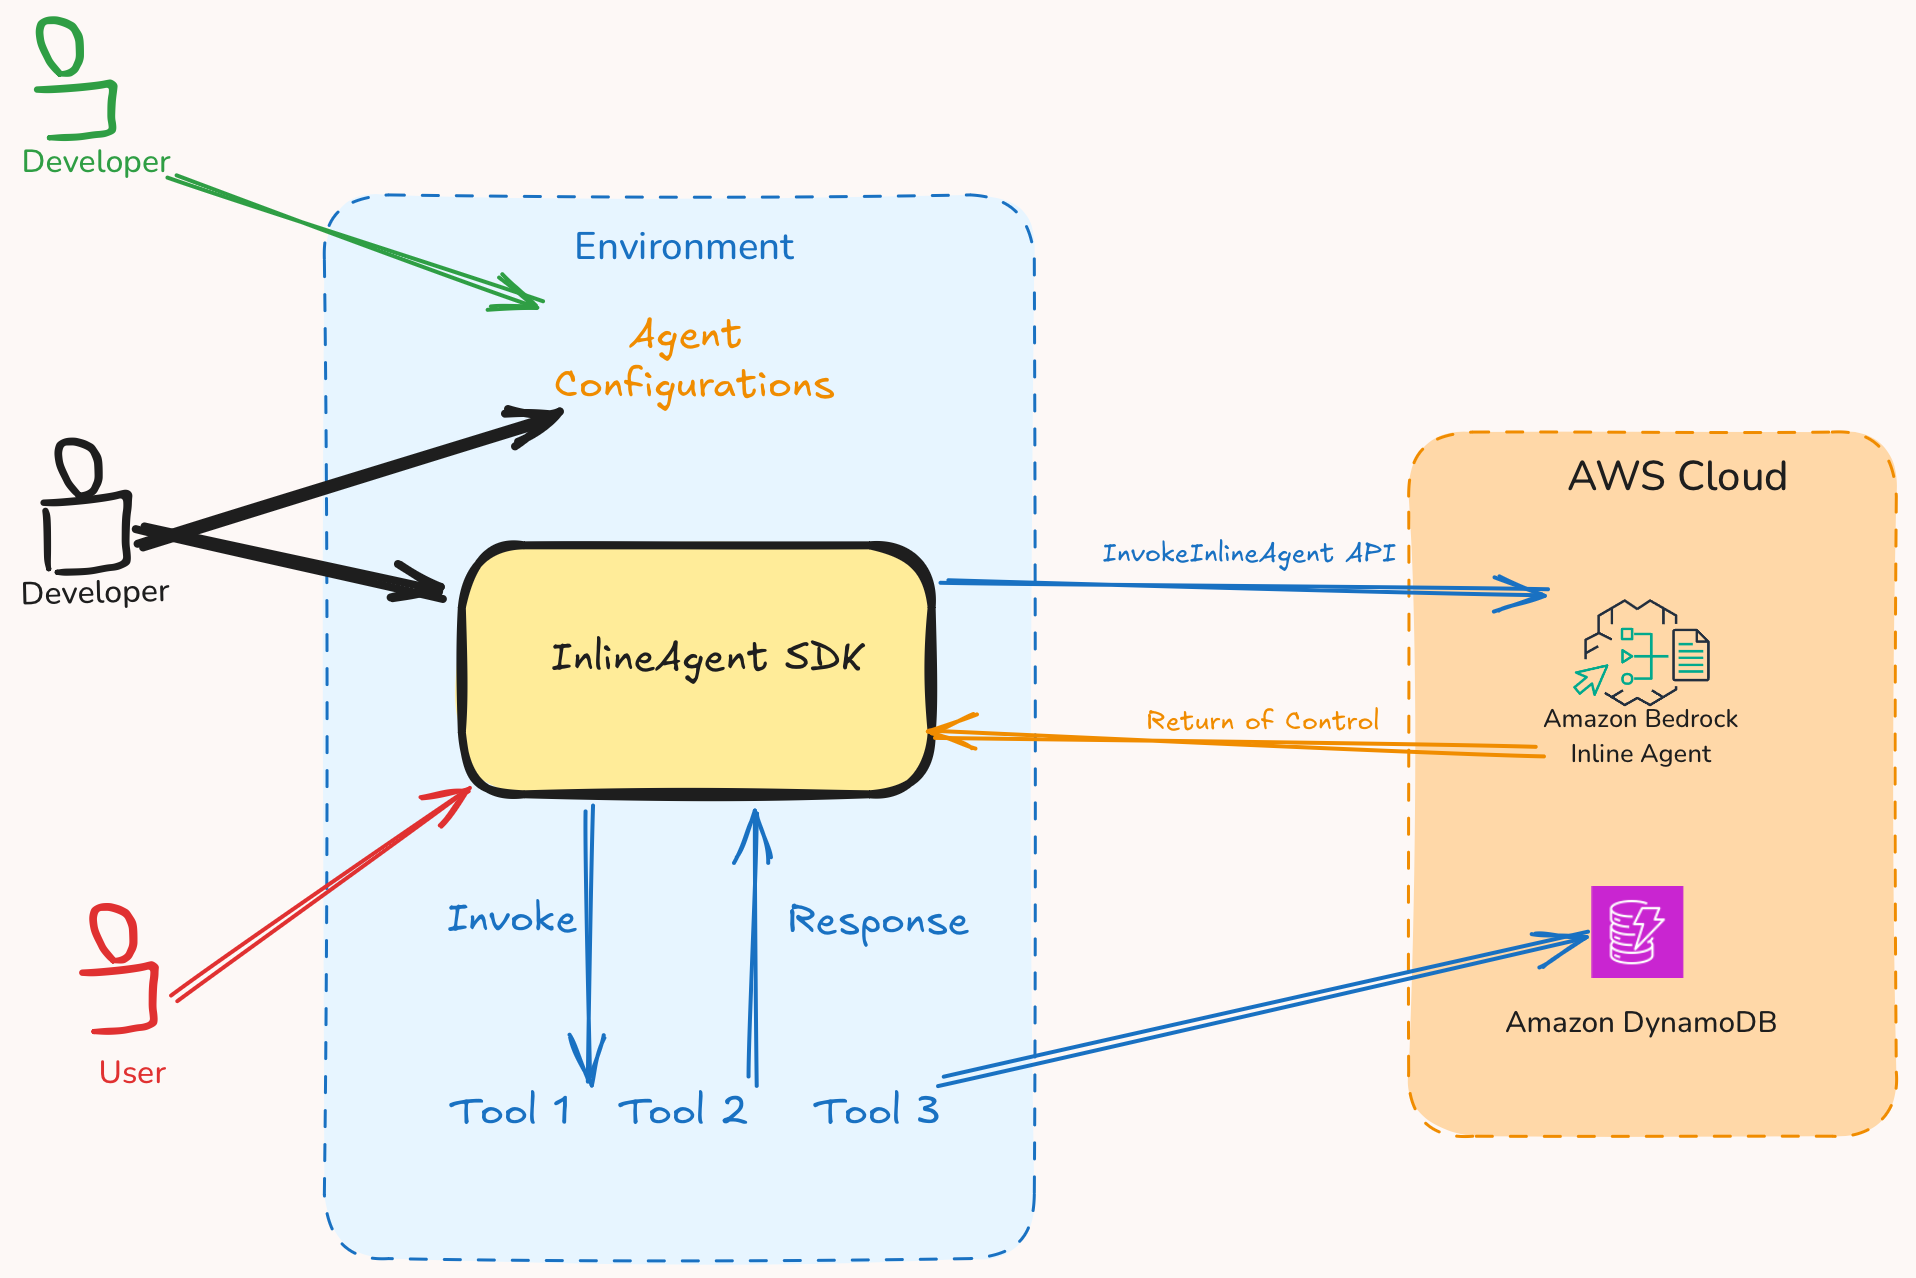 Developer
Environment
Agent
Configurations
AWS Cloud
InvokeInlineAgent API
Developer
InlineAgent SDK
Return of Control
Amazon Bedrock
Inline Agent
Invoke
Response
Amazon DynamoDB
User
Tool 1
Tool 2
Tool 3